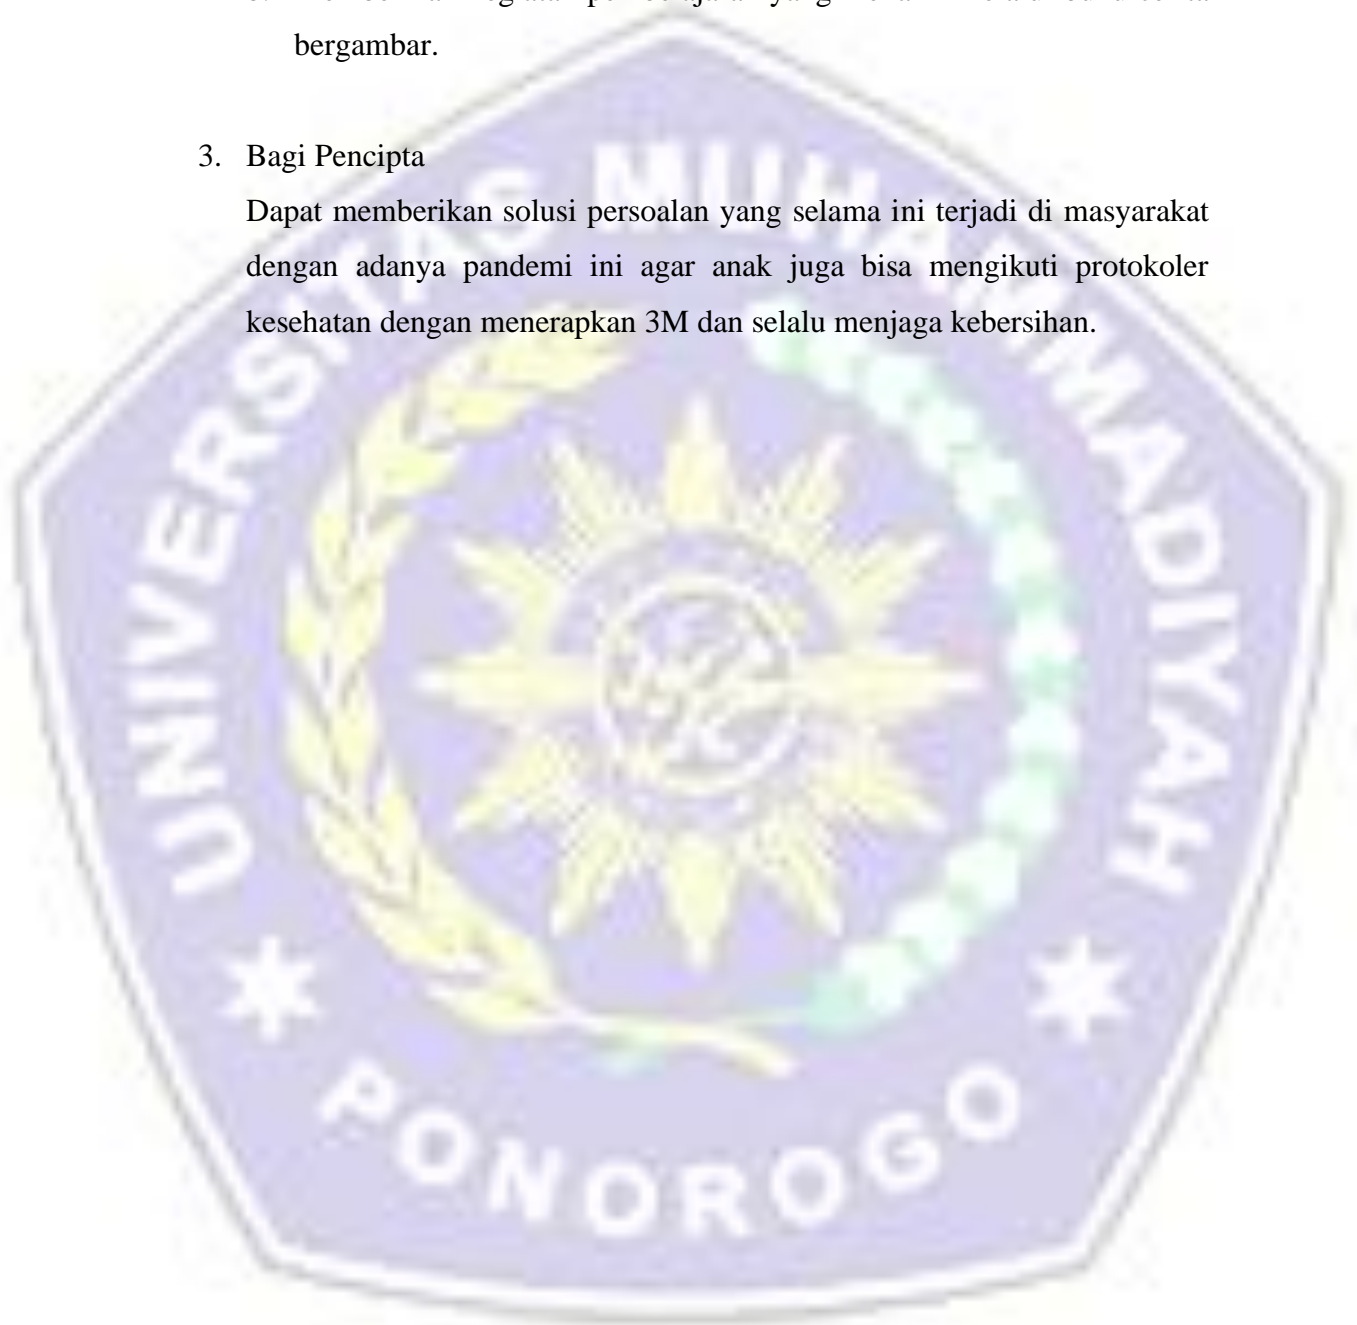 bergambar.
3. Bagi Pencipta
Dapat memberikan solusi persoalan yang selama ini terjadi di masyarakat
dengan adanya pandemi ini agar anak juga bisa mengikuti protokoler
kesehatan dengan menerapkan 3M dan selalu menjaga kebersihan.
UNIVERSITAS MUHAMMADIYAH
PONOROGO